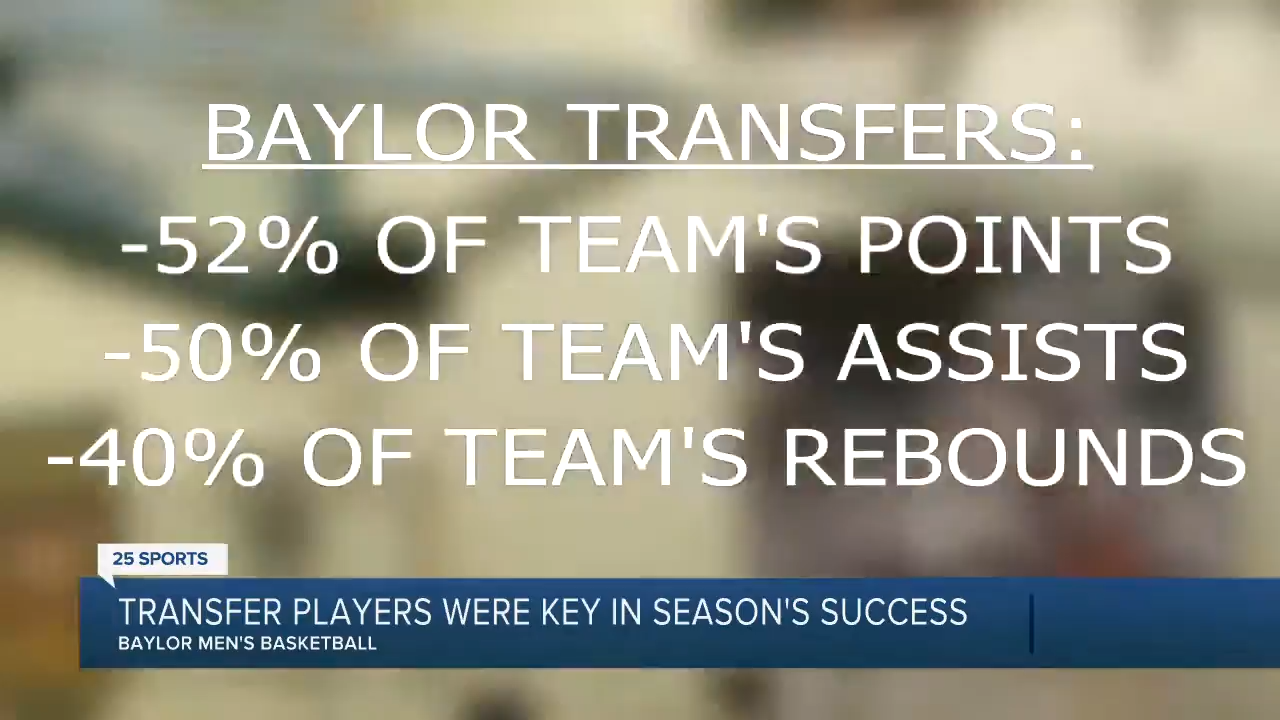 BAYLOR TRANSFERS:
-52% OF TEAM'S POINTS
-50% OF TEAM'S ASSISTS
-40% OF TEAM'S REBOUNDS
25 SPORTS
TRANSFER PLAYERS WERE KEY IN SEASON'S SUCCESS
BAYLOR MEN'S BASKETBALL